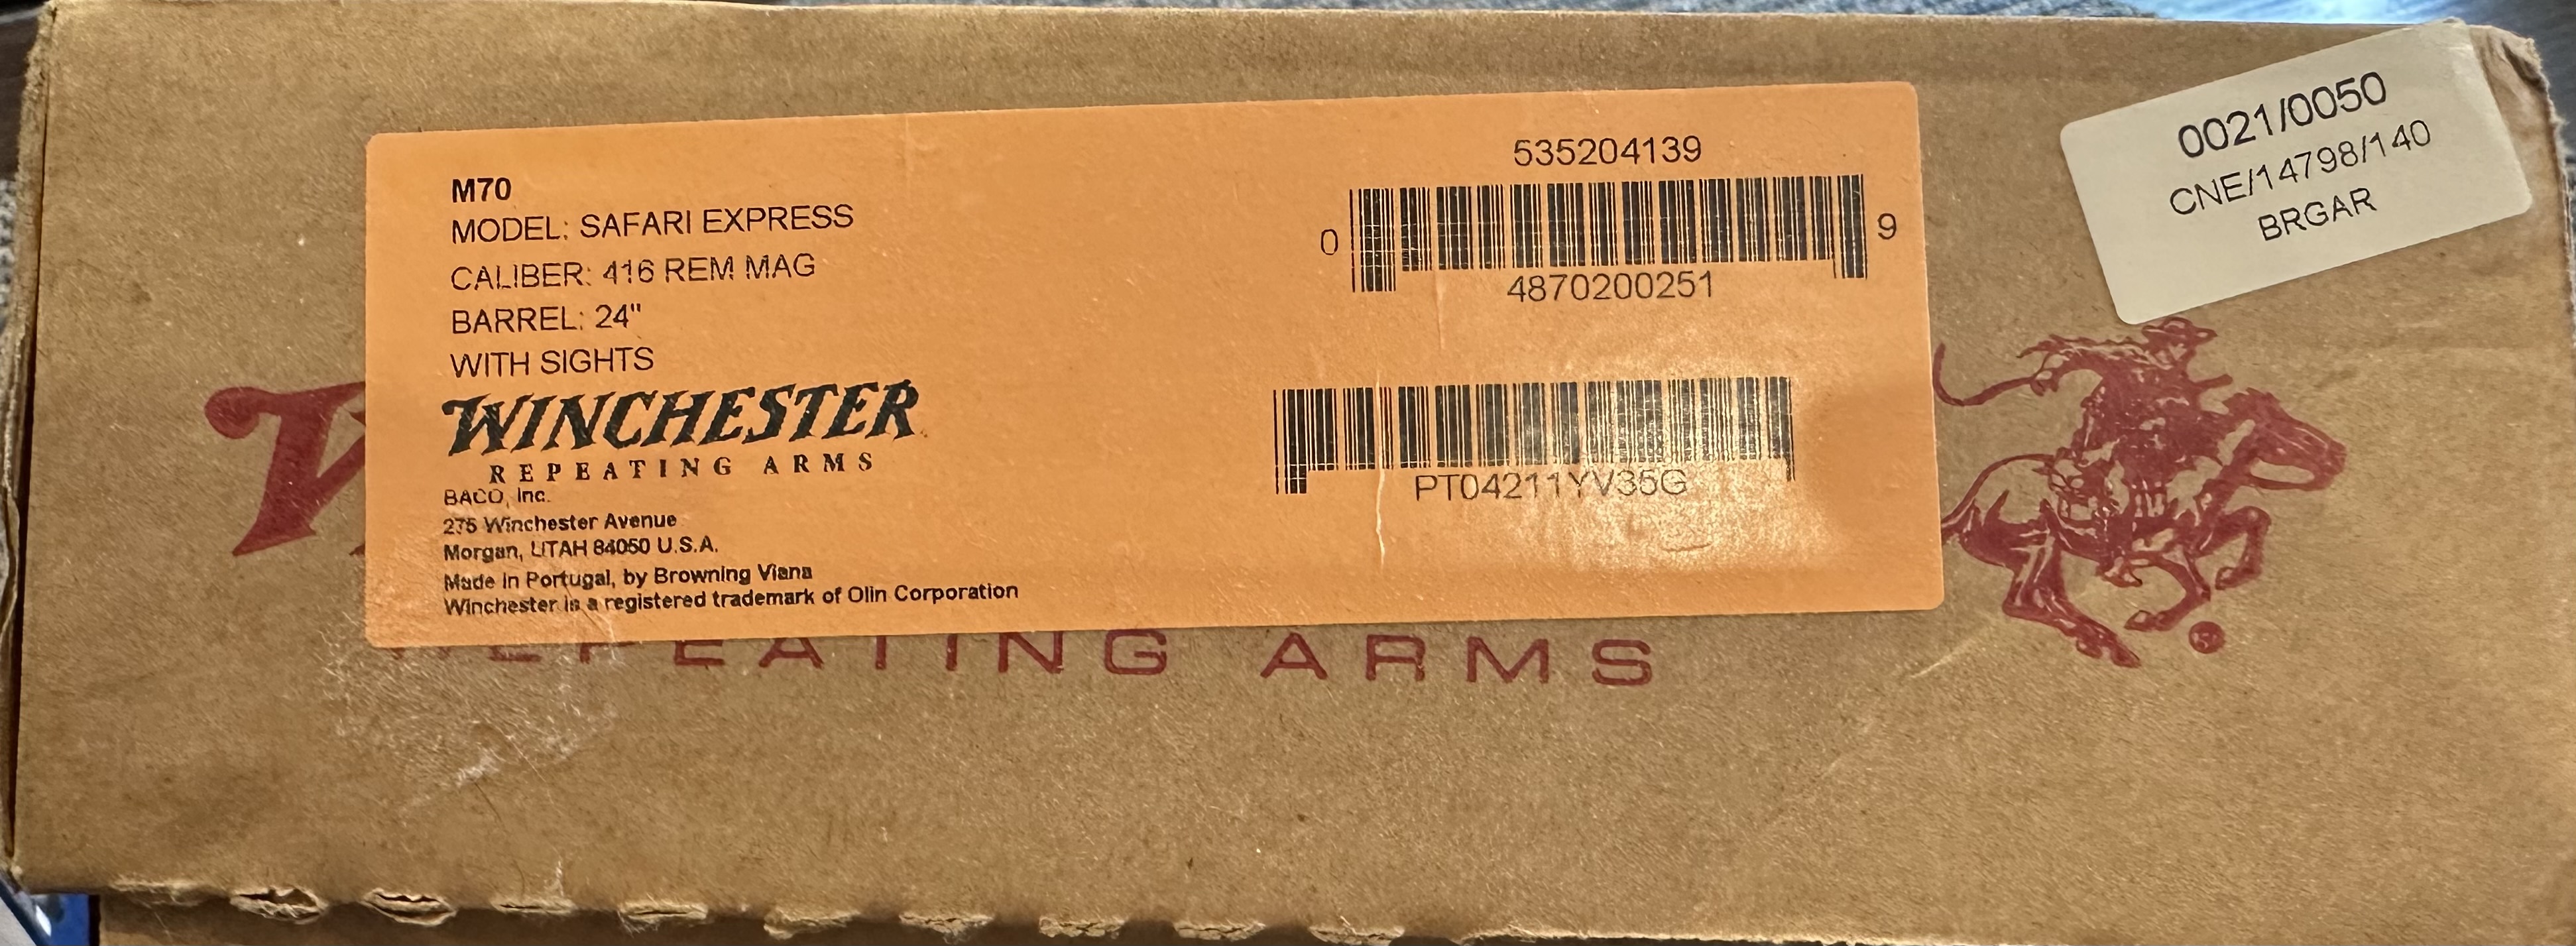 M70
MODEL: SAFARI EXPRESS
CALIBER: 416 REM MAG
BARREL: 24"
WITH SIGHTS
WINCHESTER
REPEATING ARMS
BACO, Inc.
275 Winchester Avenue
Morgan, UTAH 84050 U.S.A.
Made in Portugal, by Browning Viana
Winchester is a registered trademark of Olin Corporation
535204139
0 9
4870200251
PT04211YV35G
0021/0050
CNE/14798/140
BRGAR
W
REPEATING ARMS
®